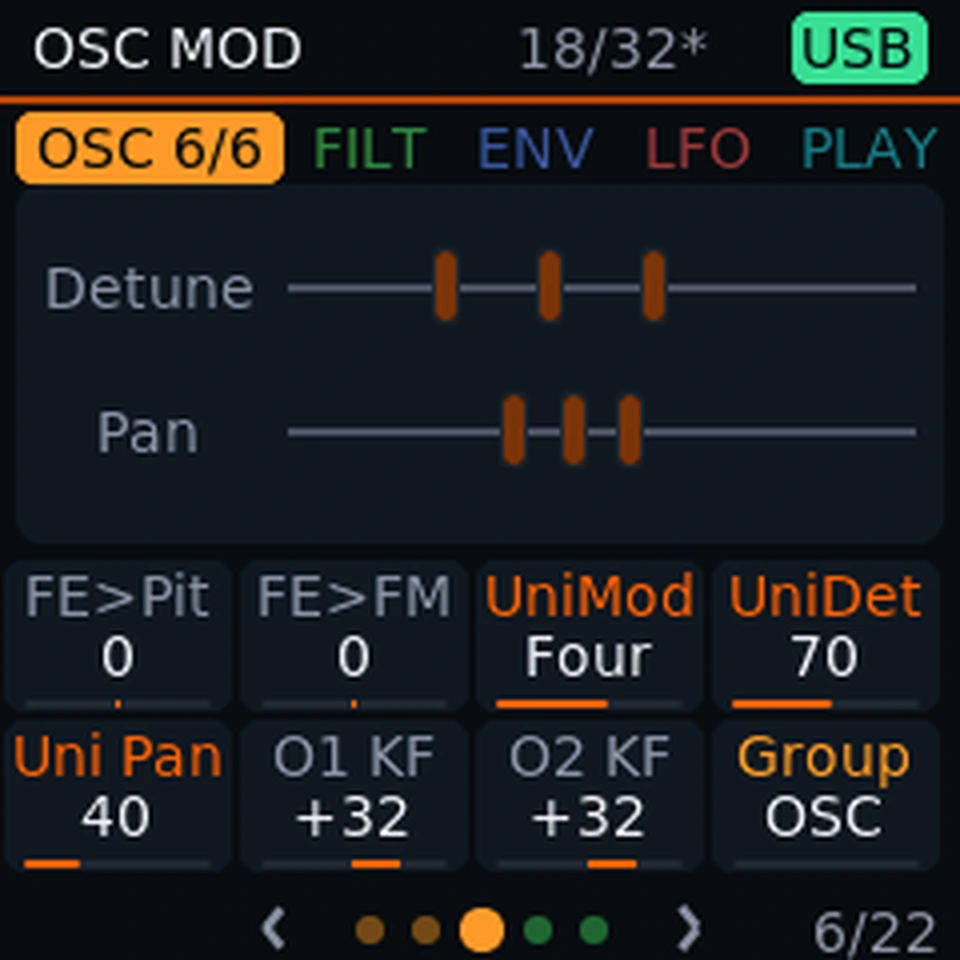 OSC MOD 18/32* USB
OSC 6/6 FILT ENV LFO PLAY
Detune
Pan
FE>Pit FE>FM UniMod UniDet
0 0 Four 70
Uni Pan O1 KF O2 KF Group
40 +32 +32 OSC
❮ ❯ 6/22